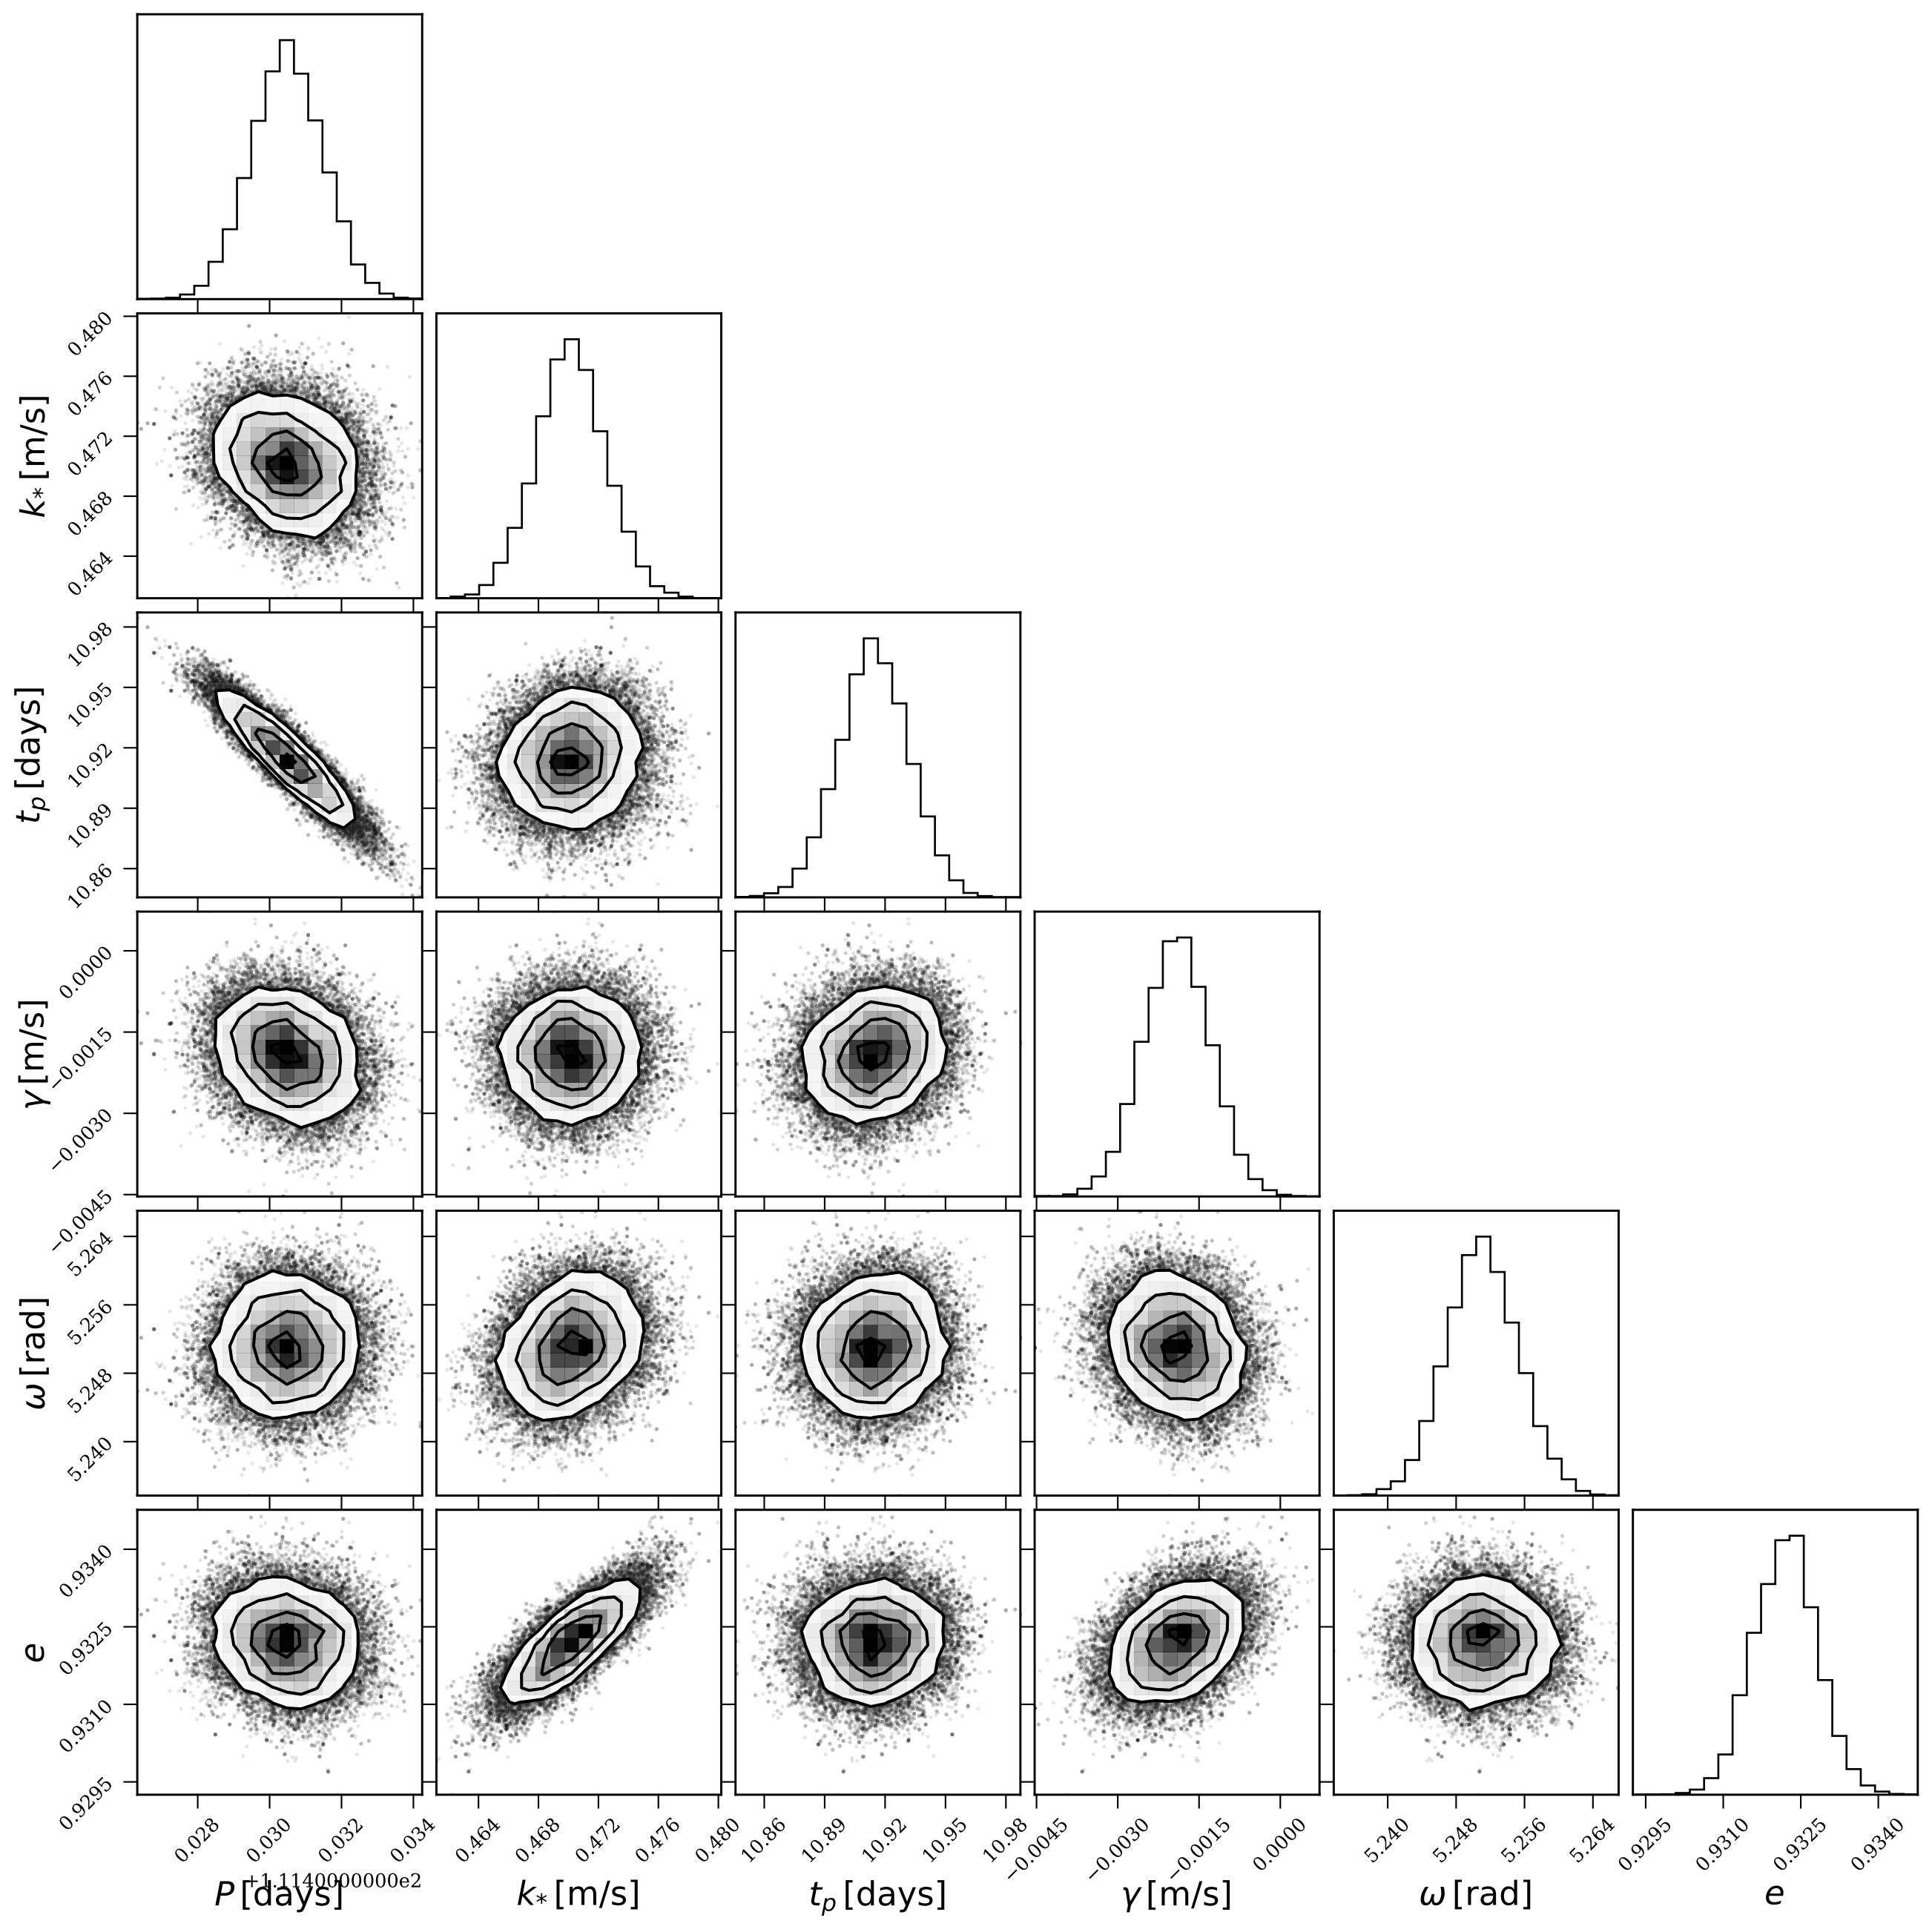 k* [m/s]
0.480
0.476
0.472
0.468
0.464
tp [days]
10.98
10.95
10.92
10.89
10.86
γ [m/s]
0.0000
−0.0015
−0.0030
−0.0045
ω [rad]
5.264
5.256
5.248
5.240
e
0.9340
0.9325
0.9310
0.9295
0.028 0.030 0.032 0.034
+1.1140000000e2
P [days]
0.464 0.468 0.472 0.476 0.480
k* [m/s]
10.86 10.89 10.92 10.95 10.98
tp [days]
−0.0045 −0.0030 −0.0015 0.0000
γ [m/s]
5.240 5.248 5.256 5.264
ω [rad]
0.9295 0.9310 0.9325 0.9340
e